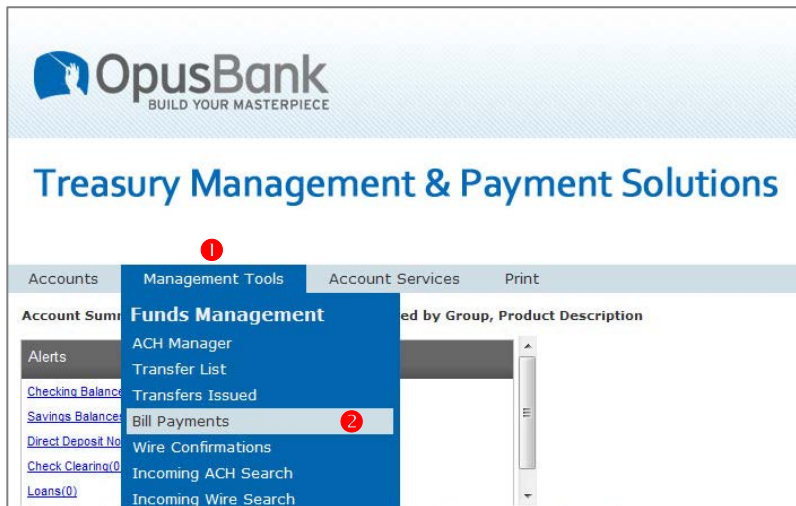 OpusBank
BUILD YOUR MASTERPIECE
Treasury Management & Payment Solutions
1
Accounts Management Tools Account Services Print
Account Summ
ed by Group, Product Description
Funds Management
ACH Manager
Transfer List
Transfers Issued
Bill Payments 2
Wire Confirmations
Incoming ACH Search
Incoming Wire Search
Alerts
Checking Balance
Savings Balances
Direct Deposit No
Check Clearing(0
Loans(0)